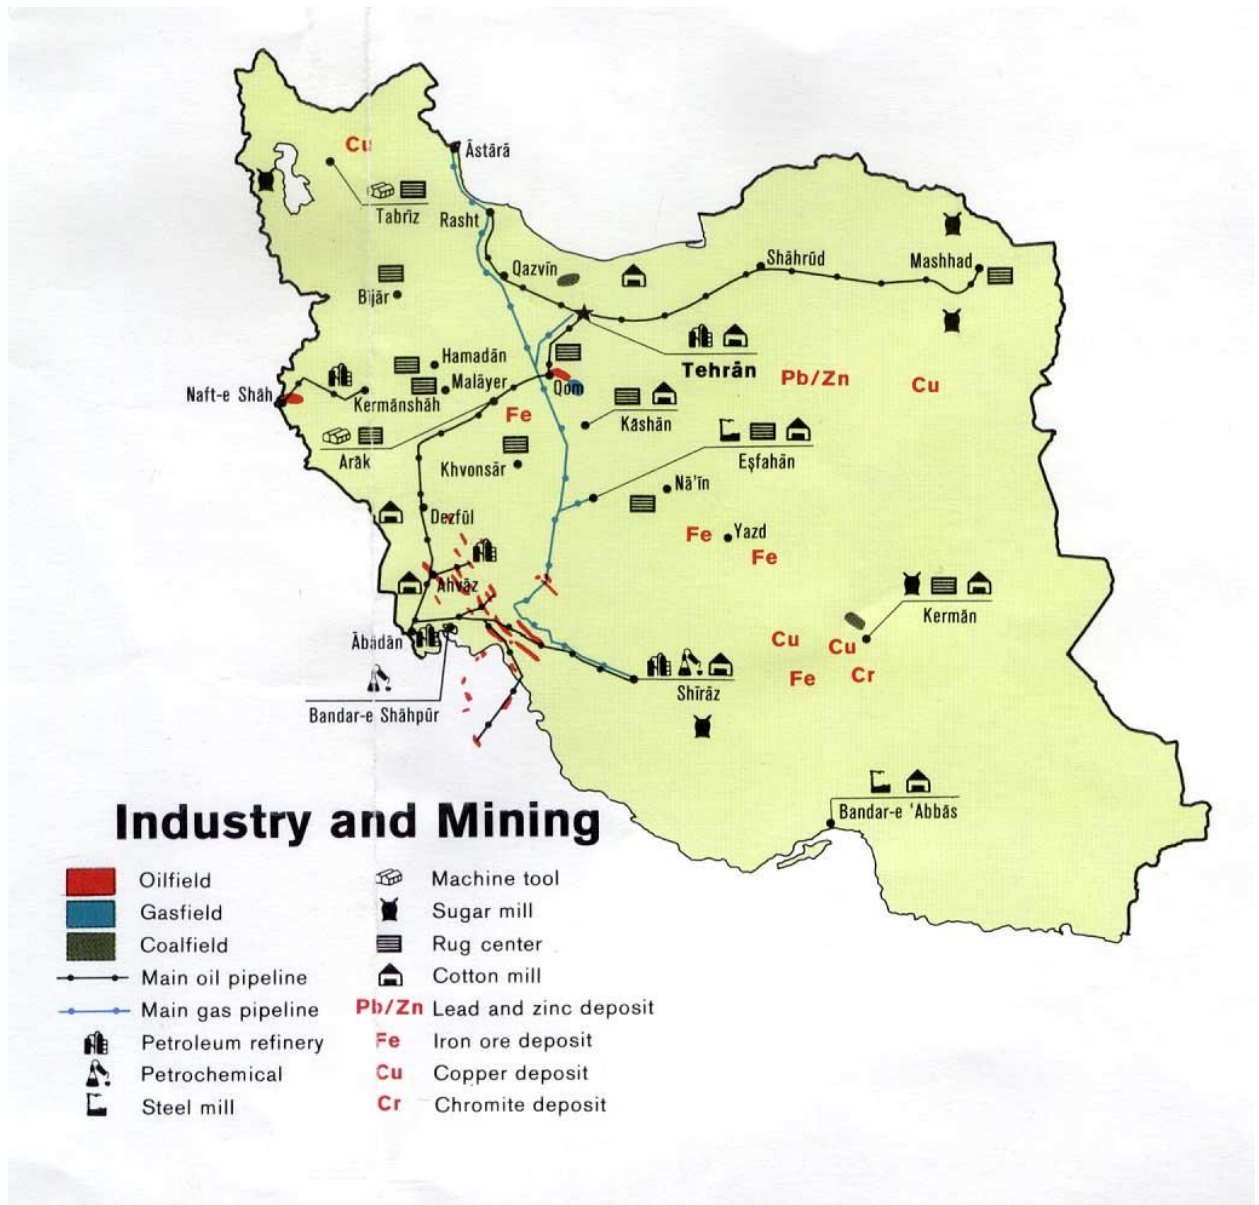 Cu
Āstārā
Tabrīz
Rasht
Shāhrūd
Mashhad
Qazvīn
Bījār
Hamadān
Tehrān
Pb/Zn
Cu
Naft-e Shāh
Malāyer
Qom
Kermānshāh
Fe
Kāshān
Arāk
Khvonsār
Eşfahān
Nā'īn
Dezfūl
Fe
Yazd
Fe
Ahvāz
Kermān
Ābādān
Cu
Cu
Fe
Cr
Shīrāz
Bandar-e Shāhpūr
Bandar-e 'Abbās
Industry and Mining
Oilfield
Gasfield
Coalfield
Main oil pipeline
Main gas pipeline
Petroleum refinery
Petrochemical
Steel mill
Machine tool
Sugar mill
Rug center
Cotton mill
Pb/Zn Lead and zinc deposit
Fe Iron ore deposit
Cu Copper deposit
Cr Chromite deposit